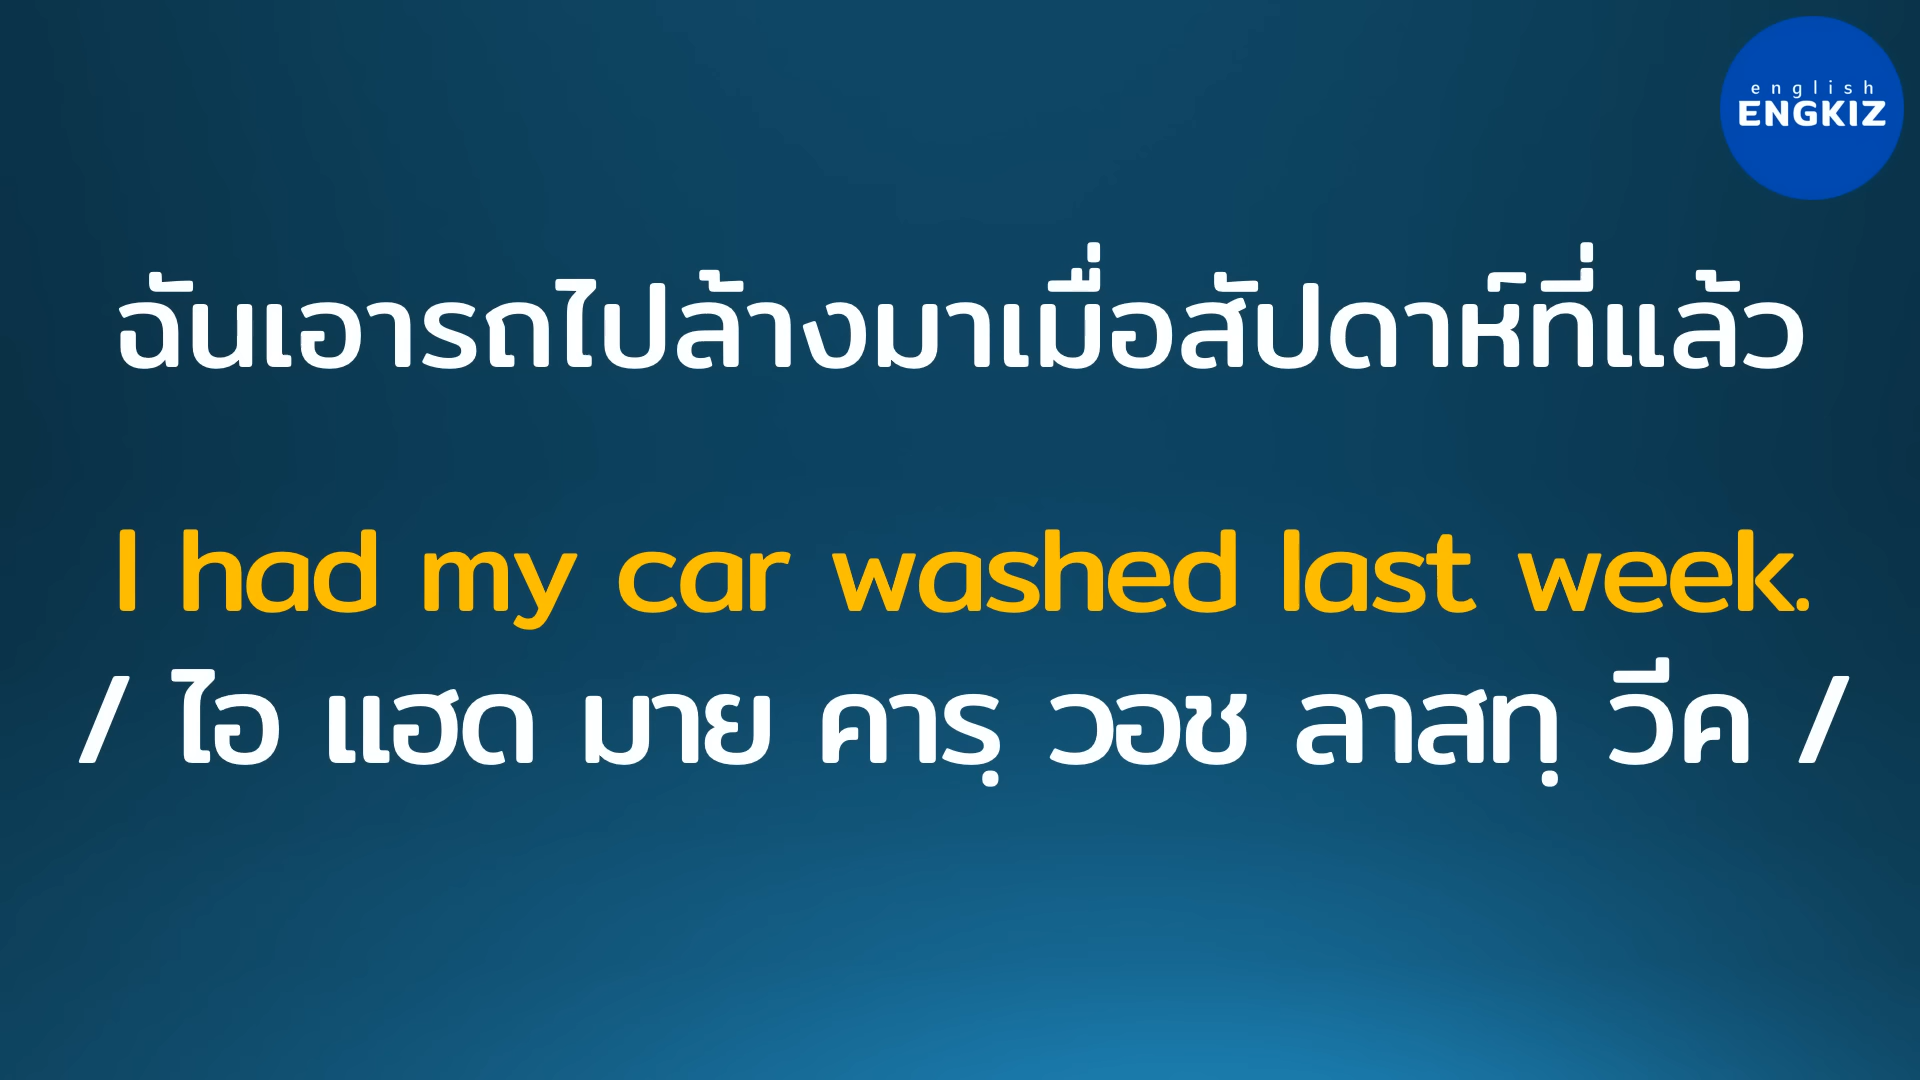 english
ENGKIZ
ฉันเอารถไปล้างมาเมื่อสัปดาห์ที่แล้ว
I had my car washed last week.
/ ไอ แฮด มาย คารฺ วอช ลาสทฺ วีค /